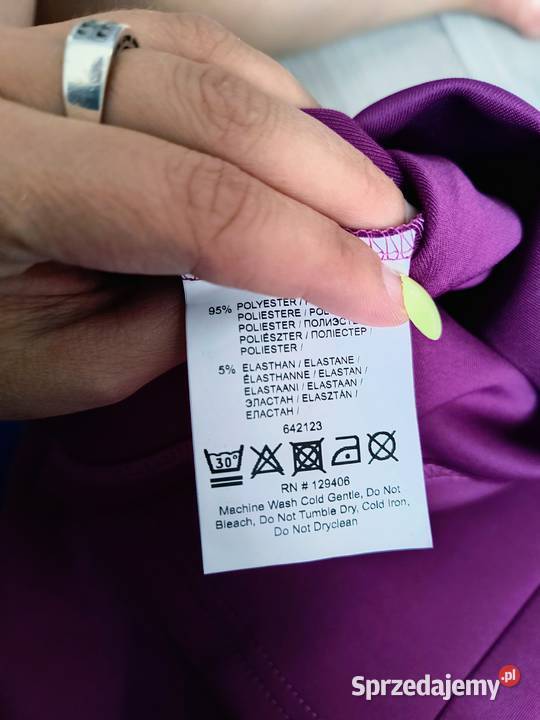 95% POLYESTER /
POLIESTERE /
POLIESTER / ПОЛИЭСТЕР
POLIÉSZTER / ПОЛІЕСТЕР /
POLIESTER /
5% ELASTHAN / ELASTANE /
ÉLASTHANNE / ELASTAN /
ELASTAANI / ELASTAAN /
ЭЛАСТАН / ELASZTÁN /
ЕЛАСТАН /
642123
30°
RN # 129406
Machine Wash Cold Gentle, Do Not
Bleach, Do Not Tumble Dry, Cold Iron,
Do Not Dryclean
Sprzedajemy.pl